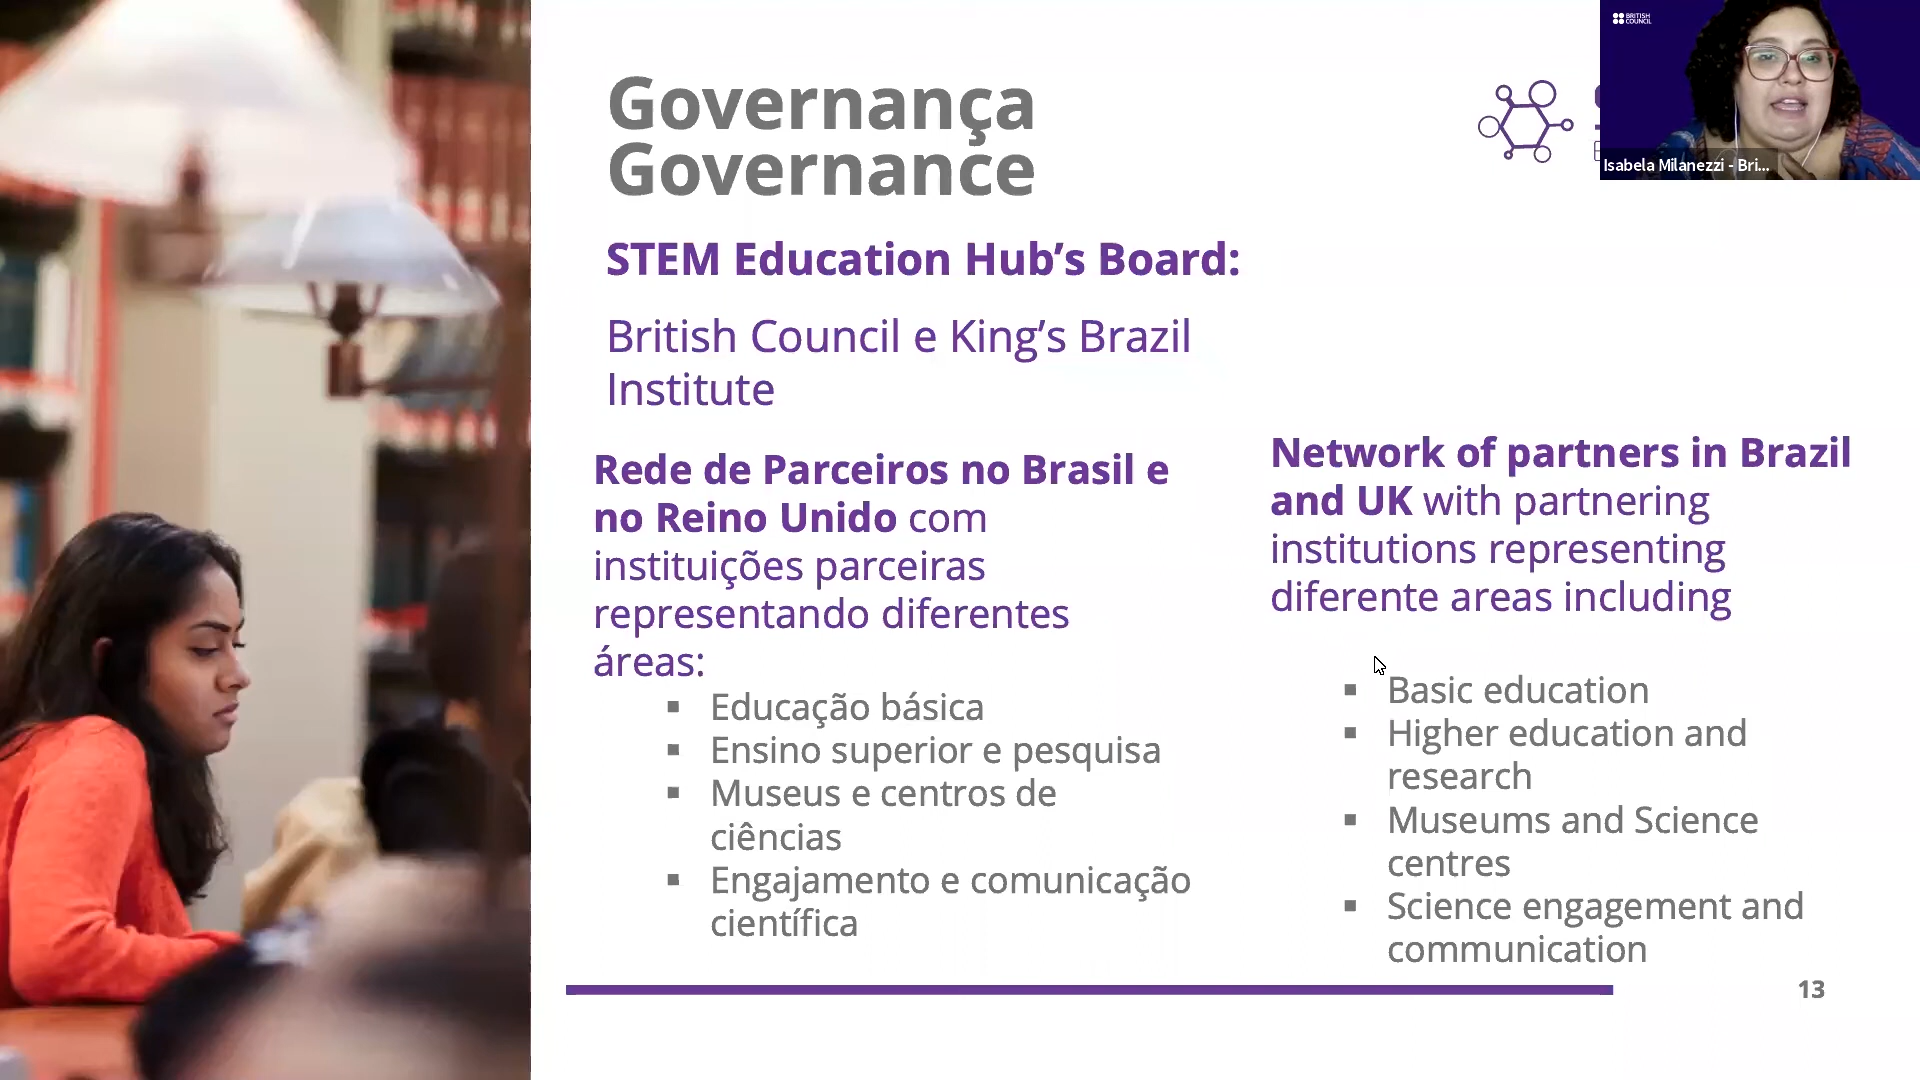 Governança
Governance
BRITISH
COUNCIL
Isabela Milanezzi - Bri...
STEM Education Hub’s Board:
British Council e King’s Brazil
Institute
Rede de Parceiros no Brasil e
no Reino Unido com
instituições parceiras
representando diferentes
áreas:
▪ Educação básica
▪ Ensino superior e pesquisa
▪ Museus e centros de
ciências
▪ Engajamento e comunicação
científica
Network of partners in Brazil
and UK with partnering
institutions representing
diferente areas including
▪ Basic education
▪ Higher education and
research
▪ Museums and Science
centres
▪ Science engagement and
communication
13